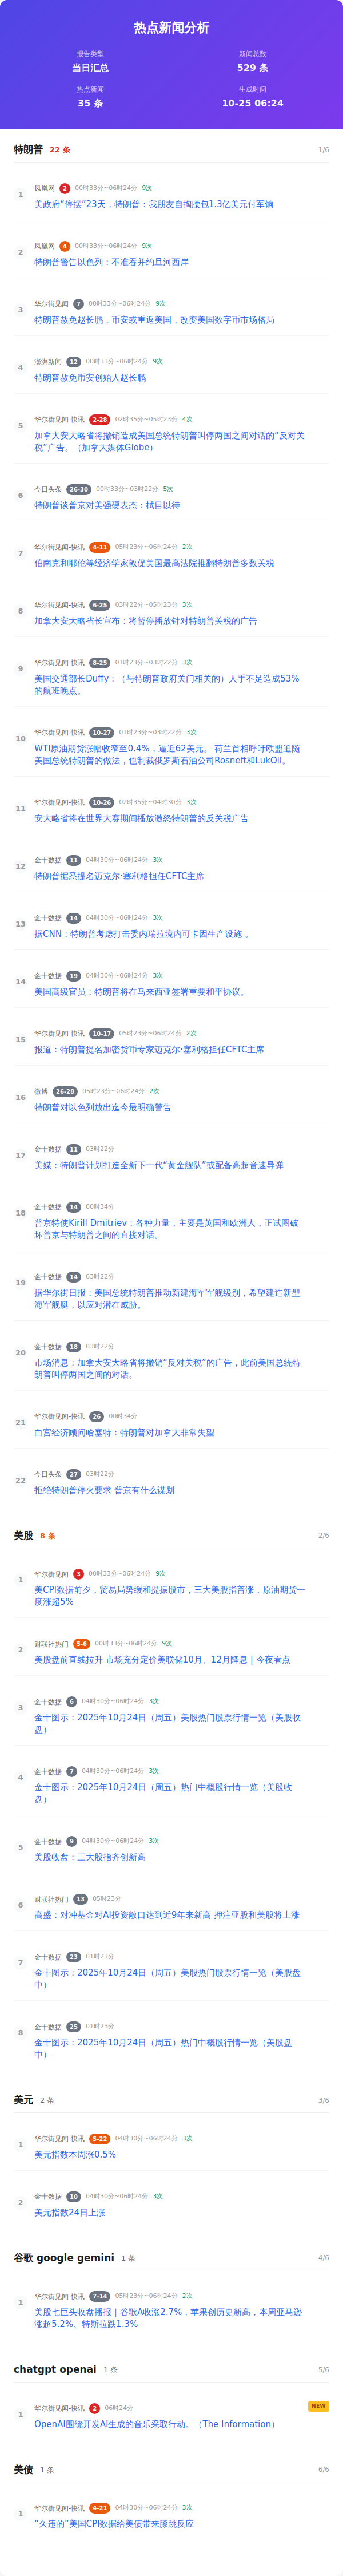 热点新闻分析
报告类型
当日汇总
新闻总数
529 条
热点新闻
35 条
生成时间
10-25 06:24
特朗普 22 条 1/6
1
凤凰网 2 00时33分~06时24分 9次
美政府“停摆”23天，特朗普：我朋友自掏腰包1.3亿美元付军饷
2
凤凰网 4 00时33分~06时24分 9次
特朗普警告以色列：不准吞并约旦河西岸
3
华尔街见闻 7 00时33分~06时24分 9次
特朗普赦免赵长鹏，币安或重返美国，改变美国数字币市场格局
4
澎湃新闻 12 00时33分~06时24分 9次
特朗普赦免币安创始人赵长鹏
5
华尔街见闻-快讯 2-28 02时35分~05时23分 4次
加拿大安大略省将撤销造成美国总统特朗普叫停两国之间对话的“反对关
税”广告。（加拿大媒体Globe）
6
今日头条 26-30 00时33分~03时22分 5次
特朗普谈普京对美强硬表态：拭目以待
7
华尔街见闻-快讯 4-11 05时23分~06时24分 2次
伯南克和耶伦等经济学家敦促美国最高法院推翻特朗普多数关税
8
华尔街见闻-快讯 6-25 03时22分~05时23分 3次
加拿大安大略省长宣布：将暂停播放针对特朗普关税的广告
9
华尔街见闻-快讯 8-25 01时23分~03时22分 3次
美国交通部长Duffy：（与特朗普政府关门相关的）人手不足造成53%
的航班晚点。
10
华尔街见闻-快讯 10-27 01时23分~03时22分 3次
WTI原油期货涨幅收窄至0.4%，逼近62美元。 荷兰首相呼吁欧盟追随
美国总统特朗普的做法，也制裁俄罗斯石油公司Rosneft和LukOil。
11
华尔街见闻-快讯 10-26 02时35分~04时30分 3次
安大略省将在世界大赛期间播放激怒特朗普的反关税广告
12
金十数据 11 04时30分~06时24分 3次
特朗普据悉提名迈克尔·塞利格担任CFTC主席
13
金十数据 14 04时30分~06时24分 3次
据CNN：特朗普考虑打击委内瑞拉境内可卡因生产设施 。
14
金十数据 19 04时30分~06时24分 3次
美国高级官员：特朗普将在马来西亚签署重要和平协议。
15
华尔街见闻-快讯 10-17 05时23分~06时24分 2次
报道：特朗普提名加密货币专家迈克尔·塞利格担任CFTC主席
16
微博 26-28 05时23分~06时24分 2次
特朗普对以色列放出迄今最明确警告
17
金十数据 11 03时22分
美媒：特朗普计划打造全新下一代“黄金舰队”或配备高超音速导弹
18
金十数据 14 00时34分
普京特使Kirill Dmitriev：各种力量，主要是英国和欧洲人，正试图破
坏普京与特朗普之间的直接对话。
19
金十数据 14 03时22分
据华尔街日报：美国总统特朗普推动新建海军军舰级别，希望建造新型
海军舰艇，以应对潜在威胁。
20
金十数据 18 03时22分
市场消息：加拿大安大略省将撤销“反对关税”的广告，此前美国总统特
朗普叫停两国之间的对话。
21
华尔街见闻-快讯 26 00时34分
白宫经济顾问哈塞特：特朗普对加拿大非常失望
22
今日头条 27 03时22分
拒绝特朗普停火要求 普京有什么谋划
美股 8 条 2/6
1
华尔街见闻 3 00时33分~06时24分 9次
美CPI数据前夕，贸易局势缓和提振股市，三大美股指普涨，原油期货一
度涨超5%
2
财联社热门 5-6 00时33分~06时24分 9次
美股盘前直线拉升 市场充分定价美联储10月、12月降息 | 今夜看点
3
金十数据 6 04时30分~06时24分 3次
金十图示：2025年10月24日（周五）美股热门股票行情一览（美股收
盘）
4
金十数据 7 04时30分~06时24分 3次
金十图示：2025年10月24日（周五）热门中概股行情一览（美股收
盘）
5
金十数据 9 04时30分~06时24分 3次
美股收盘：三大股指齐创新高
6
财联社热门 13 05时23分
高盛：对冲基金对AI投资敞口达到近9年来新高 押注亚股和美股将上涨
7
金十数据 23 01时23分
金十图示：2025年10月24日（周五）美股热门股票行情一览（美股盘
中）
8
金十数据 25 01时23分
金十图示：2025年10月24日（周五）热门中概股行情一览（美股盘
中）
美元 2 条 3/6
1
华尔街见闻-快讯 5-22 04时30分~06时24分 3次
美元指数本周涨0.5%
2
金十数据 10 04时30分~06时24分 3次
美元指数24日上涨
谷歌 google gemini 1 条 4/6
1
华尔街见闻-快讯 7-14 05时23分~06时24分 2次
美股七巨头收盘播报 | 谷歌A收涨2.7%，苹果创历史新高，本周亚马逊
涨超5.2%、特斯拉跌1.3%
chatgpt openai 1 条 5/6
1
华尔街见闻-快讯 2 06时24分 NEW
OpenAI围绕开发AI生成的音乐采取行动。（The Information）
美债 1 条 6/6
1
华尔街见闻-快讯 4-21 04时30分~06时24分 3次
“久违的”美国CPI数据给美债带来膝跳反应